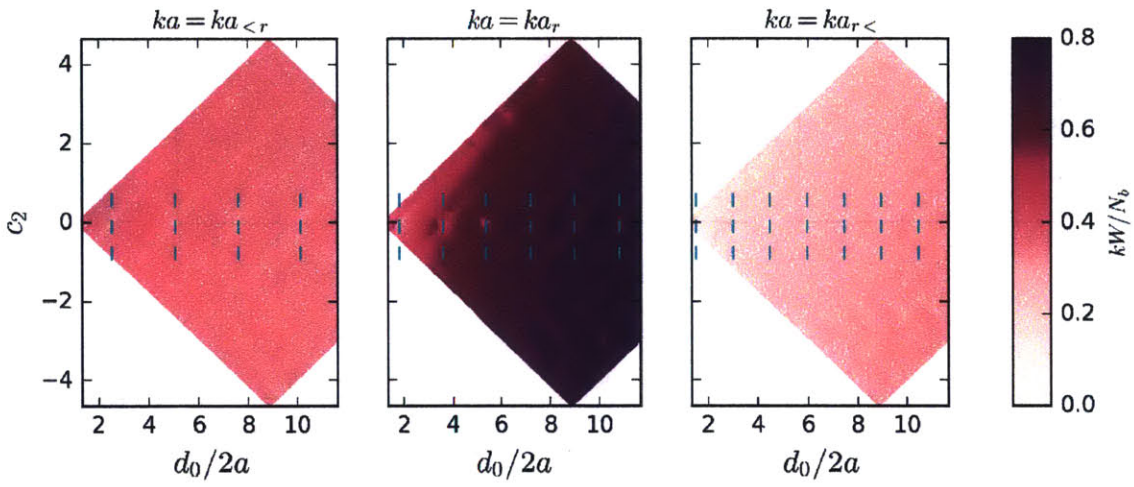 ka = ka_{<r}
ka = ka_r
ka = ka_{r<}
c_2
4
2
0
−2
−4
2 4 6 8 10
2 4 6 8 10
2 4 6 8 10
d_0/2a
d_0/2a
d_0/2a
0.8
0.6
0.4
0.2
0.0
kW/N_b